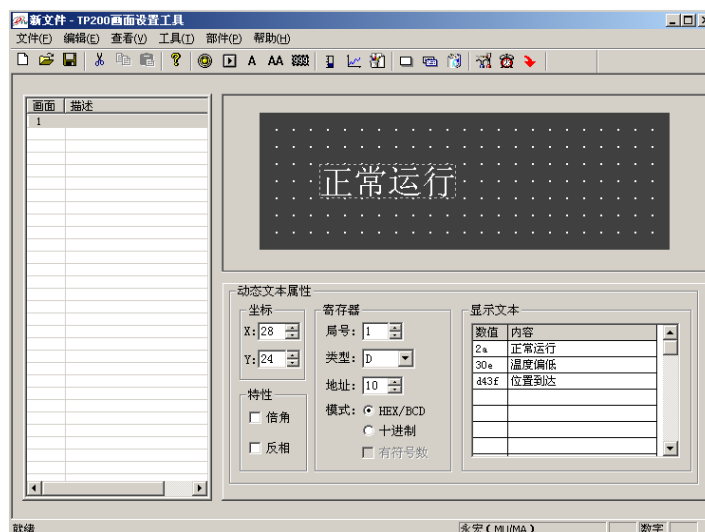 新文件 - TP200画面设置工具
文件(F) 编辑(E) 查看(V) 工具(T) 部件(P) 帮助(H)
A AA
画面 描述
1
正常运行
动态文本属性
坐标
X: 28
Y: 24
特性
倍角
反相
寄存器
局号: 1
类型: D
地址: 10
模式: HEX/BCD
十进制
有符号数
显示文本
数值 内容
2a 正常运行
30e 温度偏低
d43f 位置到达
就绪 永宏(MU/MA) 数字